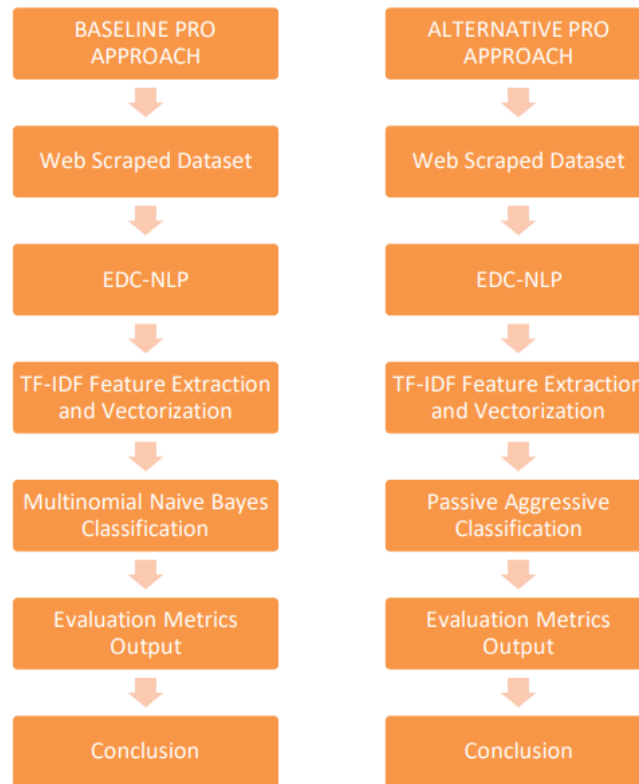 BASELINE PRO
APPROACH
Web Scraped Dataset
EDC-NLP
TF-IDF Feature Extraction
and Vectorization
Multinomial Naive Bayes
Classification
Evaluation Metrics
Output
Conclusion
ALTERNATIVE PRO
APPROACH
Web Scraped Dataset
EDC-NLP
TF-IDF Feature Extraction
and Vectorization
Passive Aggressive
Classification
Evaluation Metrics
Output
Conclusion